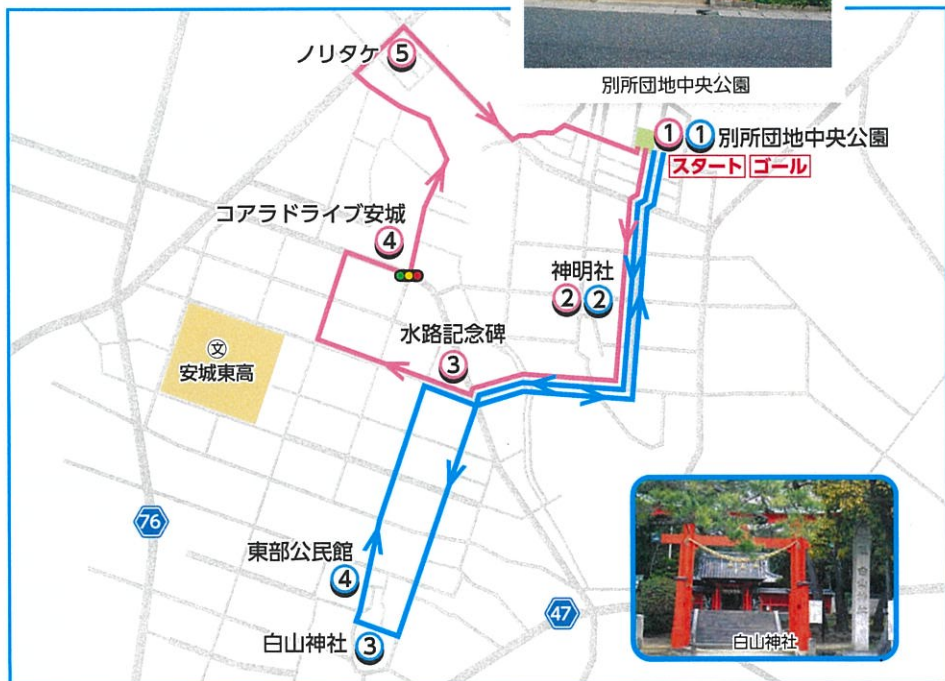 別所団地中央公園
ノリタケ
⑤
① ① 別所団地中央公園
スタート ゴール
コアラドライブ安城
④
神明社
② ②
水路記念碑
③
文
安城東高
76
東部公民館
④
47
白山神社
③
白山神社